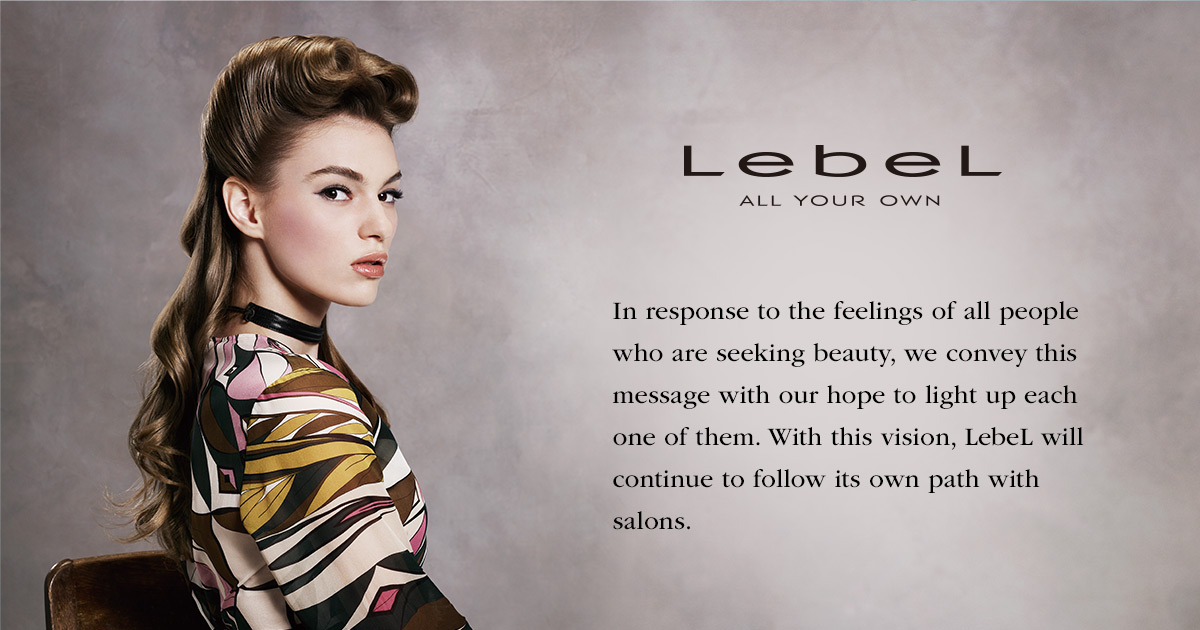 LebeL
ALL YOUR OWN
In response to the feelings of all people
who are seeking beauty, we convey this
message with our hope to light up each
one of them. With this vision, LebeL will
continue to follow its own path with
salons.